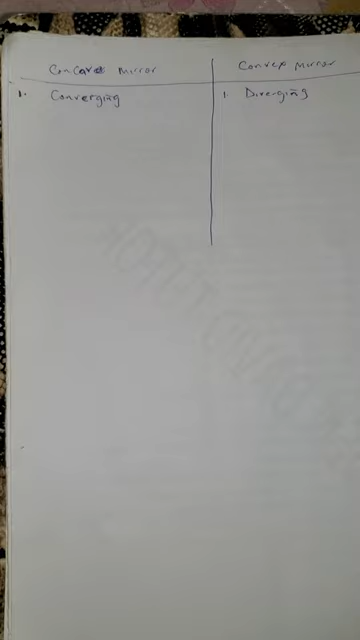 Concave Mirror
Convex Mirror
1. Converging
1. Diverging